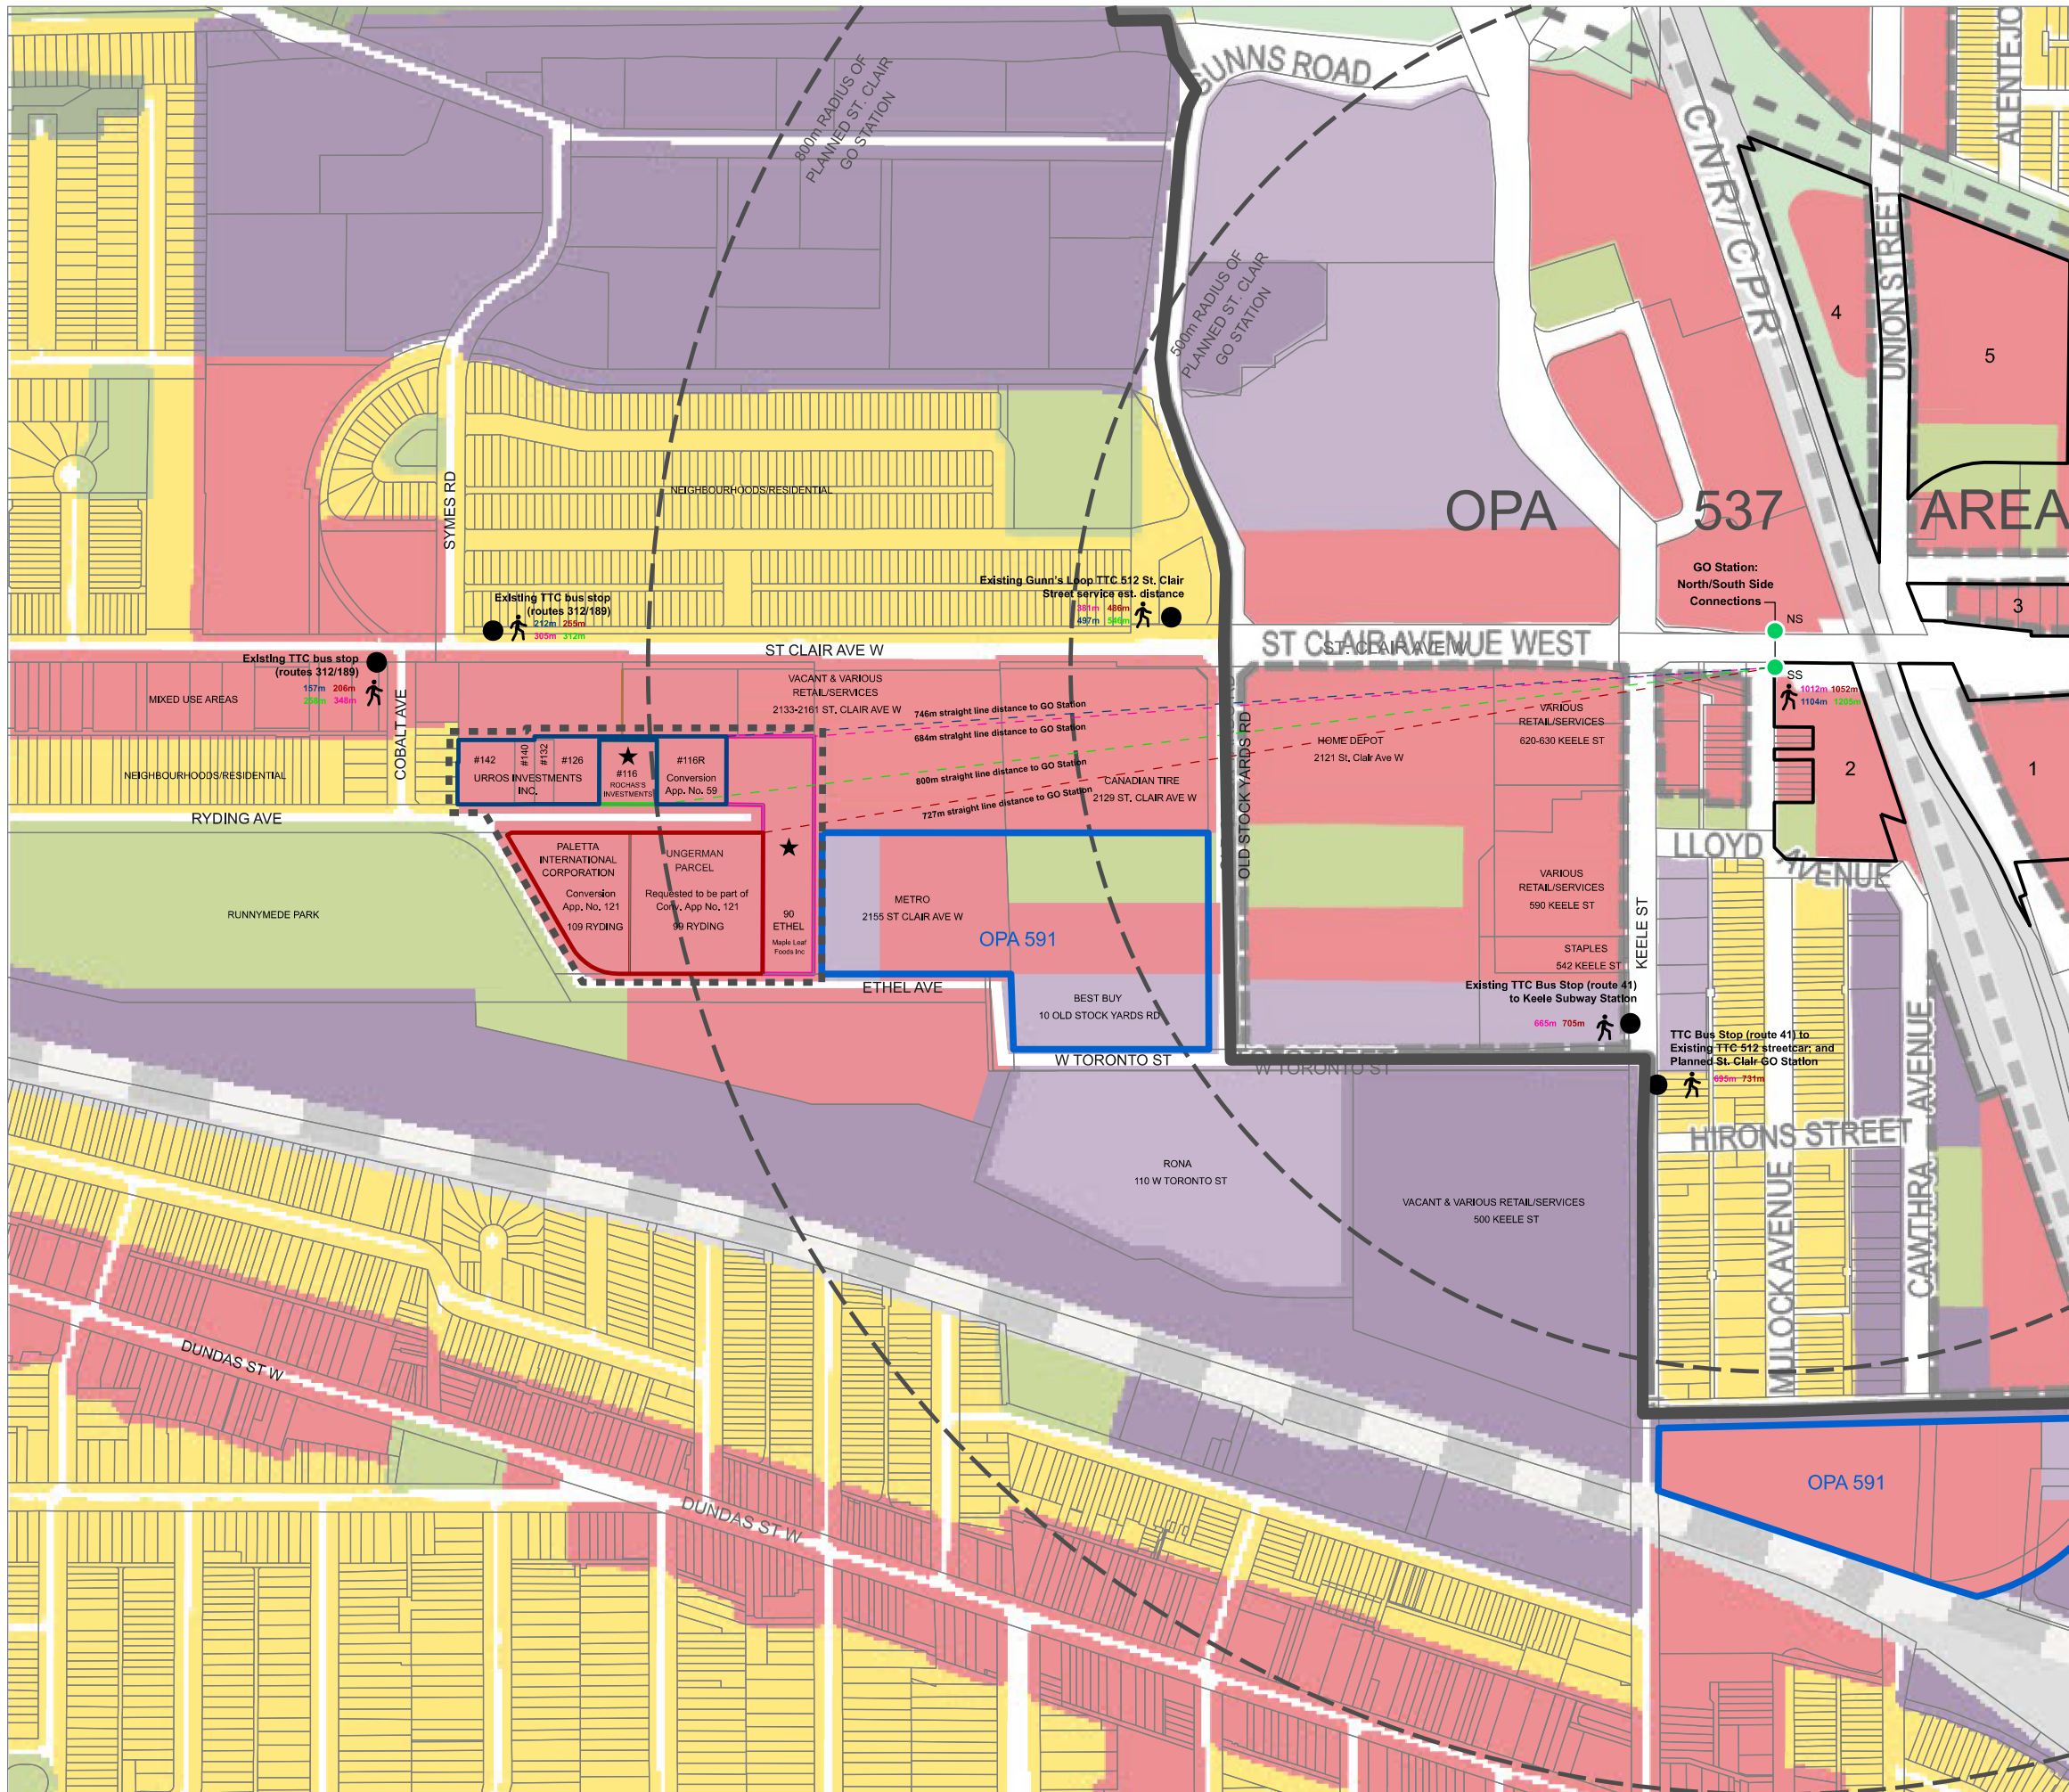 GUNNS ROAD
ALENTEJO
800m RADIUS OF
PLANNED ST. CLAIR
GO STATION
CNR/CPR
UNION STREET
500m RADIUS OF
PLANNED ST. CLAIR
GO STATION
4
5
SYMES RD
NEIGHBOURHOODS/RESIDENTIAL
OPA 537 AREA
GO Station:
North/South Side
Connections
NS
SS
3
Existing Gunn's Loop TTC 512 St. Clair
Street service est. distance
381m 486m
497m 546m
Existing TTC bus stop
(routes 312/189)
212m 255m
305m 312m
ST CLAIR AVE W
ST CLAIR AVENUE WEST
ST. CLAIR AVE W
Existing TTC bus stop
(routes 312/189)
157m 206m
258m 348m
MIXED USE AREAS
COBALT AVE
VACANT & VARIOUS
RETAIL/SERVICES
2133-2161 ST. CLAIR AVE W
746m straight line distance to GO Station
684m straight line distance to GO Station
800m straight line distance to GO Station
727m straight line distance to GO Station
1012m 1052m
1104m 1205m
VARIOUS
RETAIL/SERVICES
620-630 KEELE ST
HOME DEPOT
2121 St. Clair Ave W
CANADIAN TIRE
2129 ST. CLAIR AVE W
OLD STOCK YARDS RD
2
1
NEIGHBOURHOODS/RESIDENTIAL
#142
#140
#132
#126
URROS INVESTMENTS
INC.
#116
ROCHAS'S
INVESTMENTS
#116R
Conversion
App. No. 59
RYDING AVE
LLOYD AVENUE
PALETTA
INTERNATIONAL
CORPORATION
Conversion
App. No. 121
109 RYDING
UNGERMAN
PARCEL
Requested to be part of
Conv. App No. 121
99 RYDING
90
ETHEL
Maple Leaf
Foods Inc
METRO
2155 ST CLAIR AVE W
OPA 591
VARIOUS
RETAIL/SERVICES
590 KEELE ST
KEELE ST
RUNNYMEDE PARK
STAPLES
542 KEELE ST
ETHEL AVE
BEST BUY
10 OLD STOCK YARDS RD
Existing TTC Bus Stop (route 41)
to Keele Subway Station
665m 705m
TTC Bus Stop (route 41) to
Existing TTC 512 streetcar; and
Planned St. Clair GO Station
695m 731m
W TORONTO ST
W TORONTO ST
HIRONS STREET
MULOCK AVENUE
CAWTHRA AVENUE
RONA
110 W TORONTO ST
VACANT & VARIOUS RETAIL/SERVICES
500 KEELE ST
DUNDAS ST W
DUNDAS ST W
OPA 591